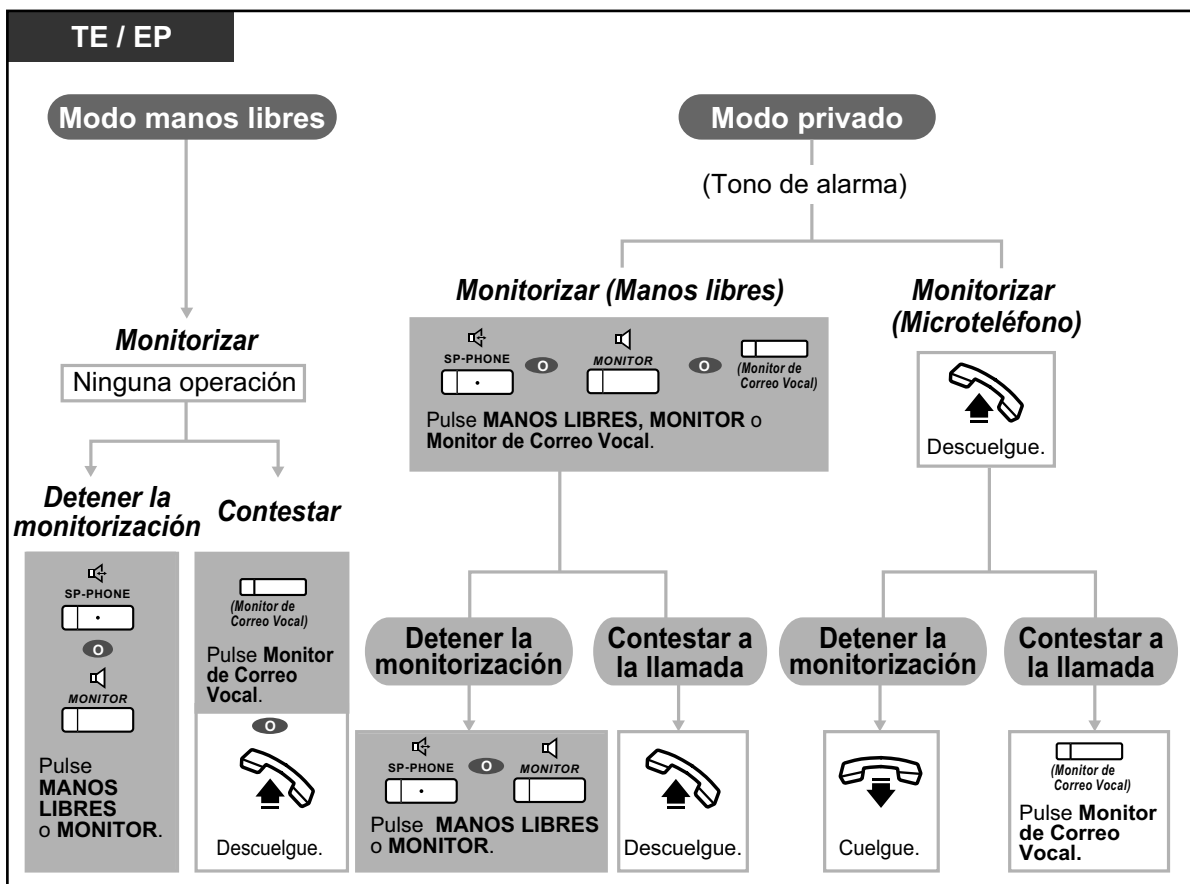 TE / EP
Modo manos libres
Monitorizar
Ninguna operación
Detener la
monitorización
SP-PHONE
O
MONITOR
Pulse
MANOS
LIBRES
o MONITOR.
Contestar
(Monitor de
Correo Vocal)
Pulse Monitor
de Correo
Vocal.
O
Descuelgue.
Modo privado
(Tono de alarma)
Monitorizar (Manos libres)
SP-PHONE O MONITOR O (Monitor de
Correo Vocal)
Pulse MANOS LIBRES, MONITOR o
Monitor de Correo Vocal.
Detener la
monitorización
SP-PHONE O MONITOR
Pulse MANOS LIBRES
o MONITOR.
Contestar a
la llamada
Descuelgue.
Monitorizar
(Microteléfono)
Descuelgue.
Detener la
monitorización
Cuelgue.
Contestar a
la llamada
(Monitor de
Correo Vocal)
Pulse Monitor
de Correo
Vocal.